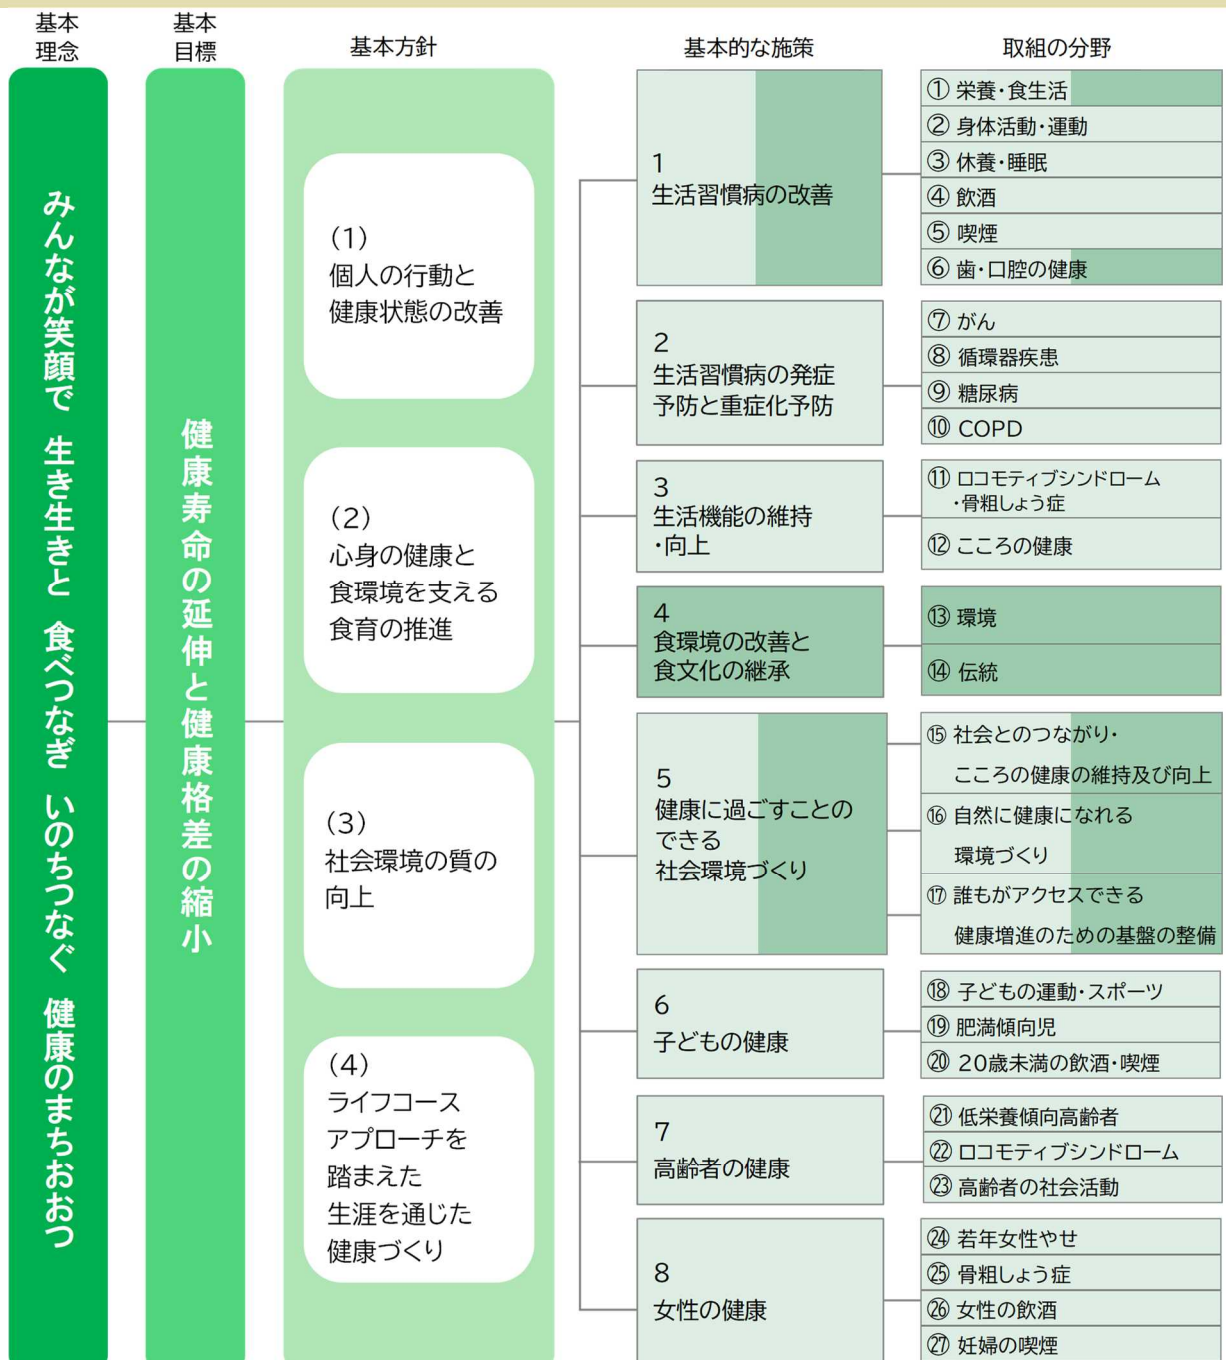 基本
理念
基本
目標
基本方針
基本的な施策
取組の分野
みんなが笑顔で 生き生きと 食べつなぎ いのちつなぐ 健康のまちおおつ
健康寿命の延伸と健康格差の縮小
(1)
個人の行動と
健康状態の改善
(2)
心身の健康と
食環境を支える
食育の推進
(3)
社会環境の質の
向上
(4)
ライフコース
アプローチを
踏まえた
生涯を通じた
健康づくり
1
生活習慣病の改善
① 栄養・食生活
② 身体活動・運動
③ 休養・睡眠
④ 飲酒
⑤ 喫煙
⑥ 歯・口腔の健康
2
生活習慣病の発症
予防と重症化予防
⑦ がん
⑧ 循環器疾患
⑨ 糖尿病
⑩ COPD
3
生活機能の維持
・向上
⑪ ロコモティブシンドローム
・骨粗しょう症
⑫ こころの健康
4
食環境の改善と
食文化の継承
⑬ 環境
⑭ 伝統
5
健康に過ごすことの
できる
社会環境づくり
⑮ 社会とのつながり・
こころの健康の維持及び向上
⑯ 自然に健康になれる
環境づくり
⑰ 誰もがアクセスできる
健康増進のための基盤の整備
6
子どもの健康
⑱ 子どもの運動・スポーツ
⑲ 肥満傾向児
⑳ 20歳未満の飲酒・喫煙
7
高齢者の健康
㉑ 低栄養傾向高齢者
㉒ ロコモティブシンドローム
㉓ 高齢者の社会活動
8
女性の健康
㉔ 若年女性やせ
㉕ 骨粗しょう症
㉖ 女性の飲酒
㉗ 妊婦の喫煙